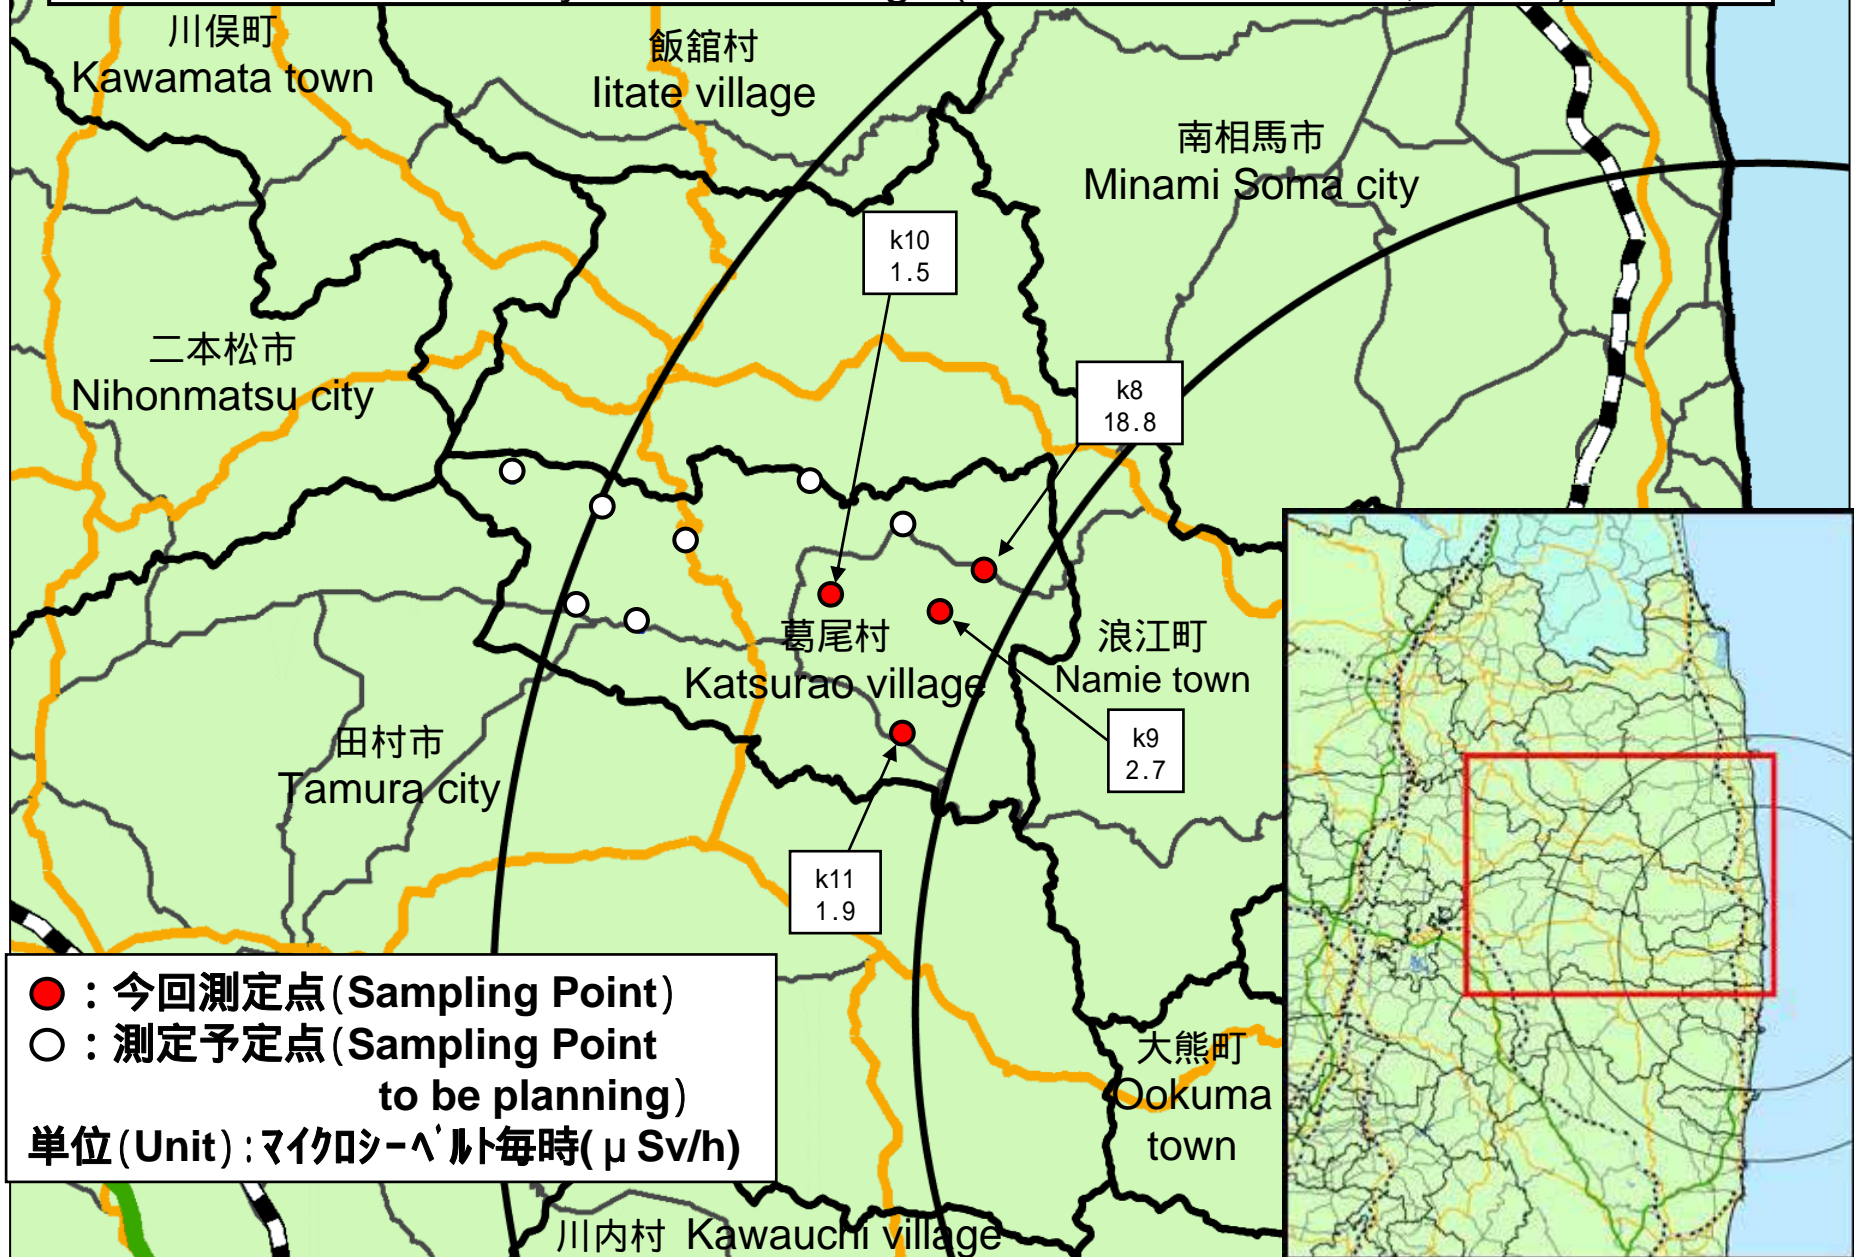 川俣町
Kawamata town
飯舘村
Iitate village
南相馬市
Minami Soma city
k10
1.5
二本松市
Nihonmatsu city
k8
18.8
葛尾村
Katsurao village
浪江町
Namie town
k9
2.7
田村市
Tamura city
k11
1.9
大熊町
Ookuma
town
川内村 Kawauchi village
● : 今回測定点(Sampling Point)
○ : 測定予定点(Sampling Point
to be planning)
単位(Unit) : マイクロシーベルト毎時( μ Sv/h)